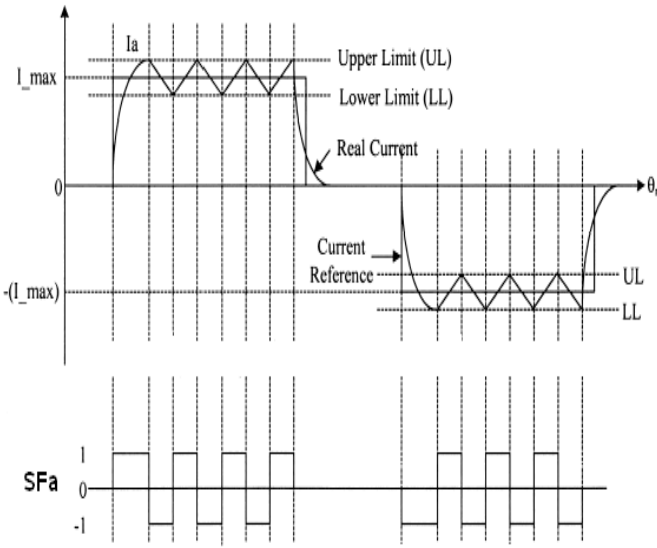 Ia
Upper Limit (UL)
I_max
Lower Limit (LL)
Real Current
0
Current
Reference
UL
-(I_max)
LL
1
SFa
0
-1